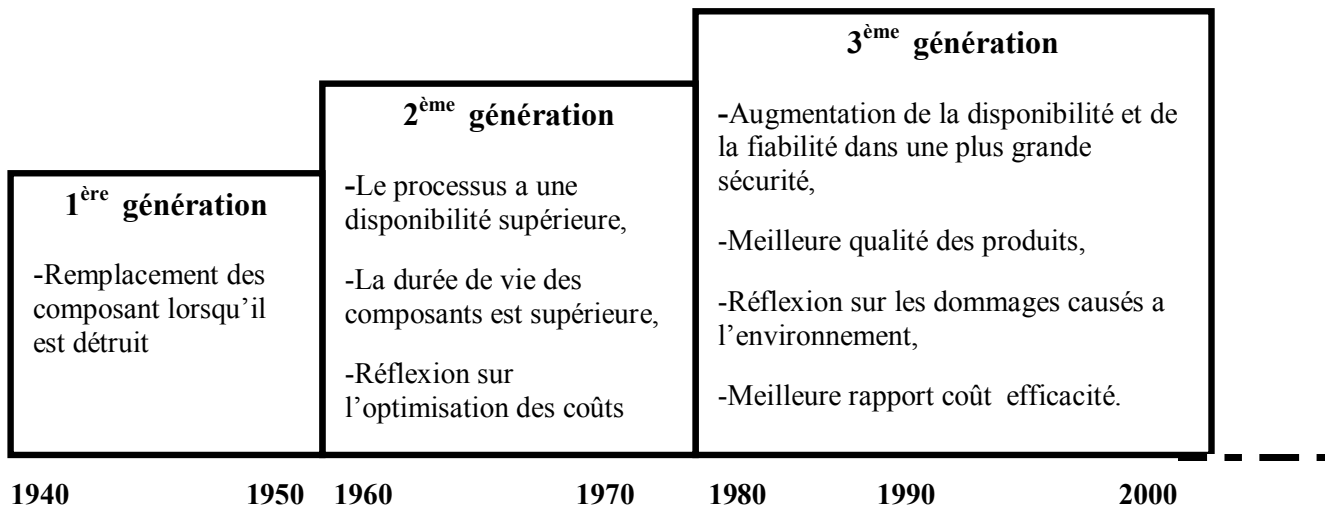 1ère génération
-Remplacement des
composant lorsqu’il
est détruit
2ème génération
-Le processus a une
disponibilité supérieure,
-La durée de vie des
composants est supérieure,
-Réflexion sur
l’optimisation des coûts
3ème génération
-Augmentation de la disponibilité et de
la fiabilité dans une plus grande
sécurité,
-Meilleure qualité des produits,
-Réflexion sur les dommages causés a
l’environnement,
-Meilleure rapport coût efficacité.
1940 1950 1960 1970 1980 1990 2000